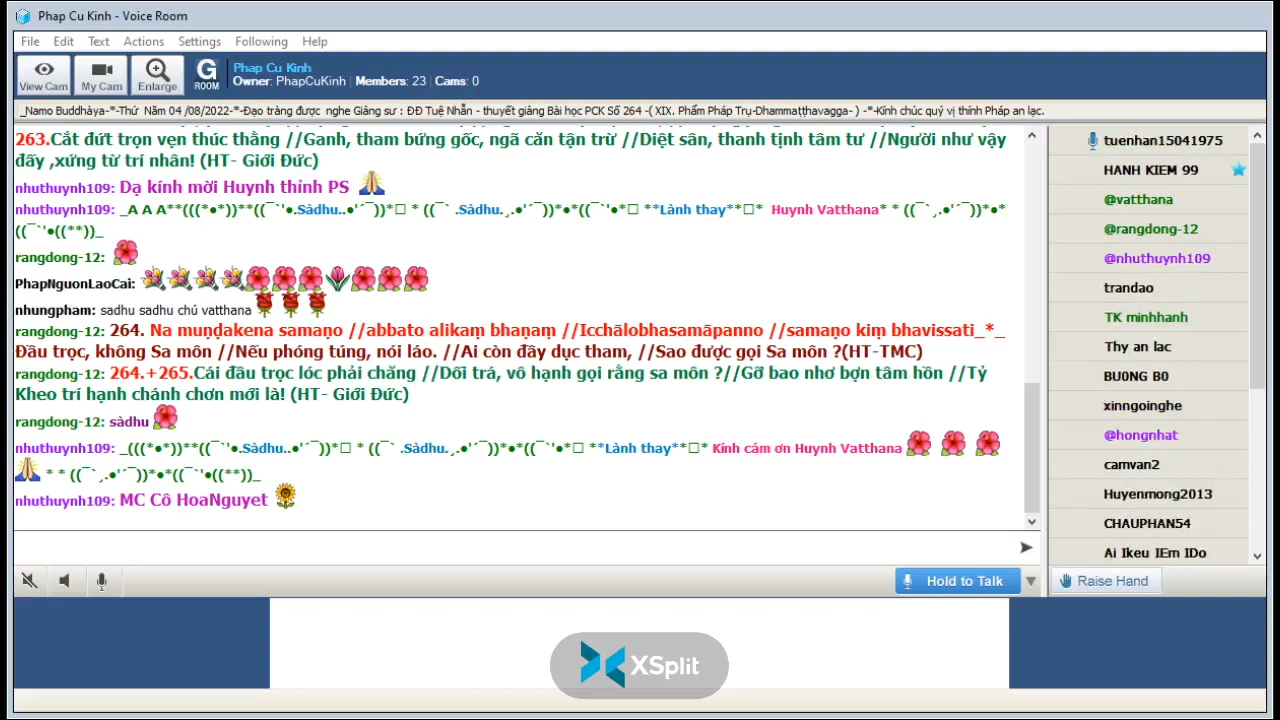 Phap Cu Kinh - Voice Room
File Edit Text Actions Settings Following Help
View Cam My Cam Enlarge G ROOM
Phap Cu Kinh
Owner: PhapCuKinh | Members: 23 | Cams: 0
_Namo Buddhàya-*-Thứ Năm 04 /08/2022-*-Đạo tràng được nghe Giảng sư : ĐĐ Tuệ Nhẫn - thuyết giảng Bài học PCK Số 264 -( XIX. Phẩm Pháp Trụ-Dhammaṭṭhavagga- ) -*-Kính chúc quý vị thính Pháp an lạc.
263.Cắt đứt trọn vẹn thúc thằng //Ganh, tham bứng gốc, ngã căn tận trừ //Diệt sân, thanh tịnh tâm tư //Người như vậy
đấy ,xứng từ trí nhân! (HT- Giới Đức)
nhuthuynh109: Dạ kính mời Huynh thỉnh PS
nhuthuynh109: _A A A**(((*•*))**((¯`'•.Sàdhu..•'´¯))*□ * ((¯` .Sàdhu.¸.•'´¯))*•*((¯`'•*□ **Lành thay**□* Huynh Vatthana* * ((¯`¸.•'´¯))*•*
((¯`'•((**))_
rangdong-12:
PhapNguonLaoCai:
nhungpham: sadhu sadhu chú vatthana
rangdong-12: 264. Na muṇḍakena samaṇo //abbato alikaṃ bhaṇaṃ //Icchālobhasamāpanno //samaṇo kiṃ bhavissati_*_
Đầu trọc, không Sa môn //Nếu phóng túng, nói láo. //Ai còn đầy dục tham, //Sao được gọi Sa môn ?(HT-TMC)
rangdong-12: 264.+265.Cái đầu trọc lóc phải chăng //Dối trá, vô hạnh gọi rằng sa môn ?//Gỡ bao nhơ bợn tâm hồn //Tỷ
Kheo trí hạnh chánh chơn mới là! (HT- Giới Đức)
rangdong-12: sàdhu
nhuthuynh109: _(((*•*))**((¯`'•.Sàdhu..•'´¯))*□ * ((¯` .Sàdhu.¸.•'´¯))*•*((¯`'•*□ **Lành thay**□* Kính cám ơn Huynh Vatthana
* * ((¯`¸.•'´¯))*•*((¯`'•((**))_
nhuthuynh109: MC Cô HoaNguyet
tuenhan15041975
HANH KIEM 99
@vatthana
@rangdong-12
@nhuthuynh109
trandao
TK minhhanh
Thy an lac
BU0NG B0
xinngoinghe
@hongnhat
camvan2
Huyenmong2013
CHAUPHAN54
Ai Ikeu IEm IDo
Hold to Talk
Raise Hand
XSplit